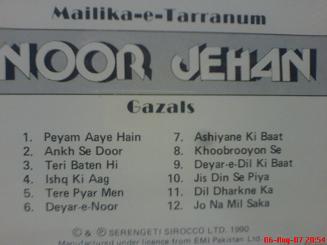 Mailika-e-Tarranum
NOOR JEHAN
Gazals
1. Peyam Aaye Hain
2. Ankh Se Door
3. Teri Baten Hi
4. Ishq Ki Aag
5. Tere Pyar Men
6. Deyar-e-Noor
7. Ashiyane Ki Baat
8. Khoobrooyon Se
9. Deyar-e-Dil Ki Baat
10. Jis Din Se Piya
11. Dil Dharkne Ka
12. Jo Na Mil Saka
© & ℗ SERENGETI SIROCCO LTD. 1990
Manufactured under licence from EMI Pakistan Ltd.
06-Aug-07 20:54